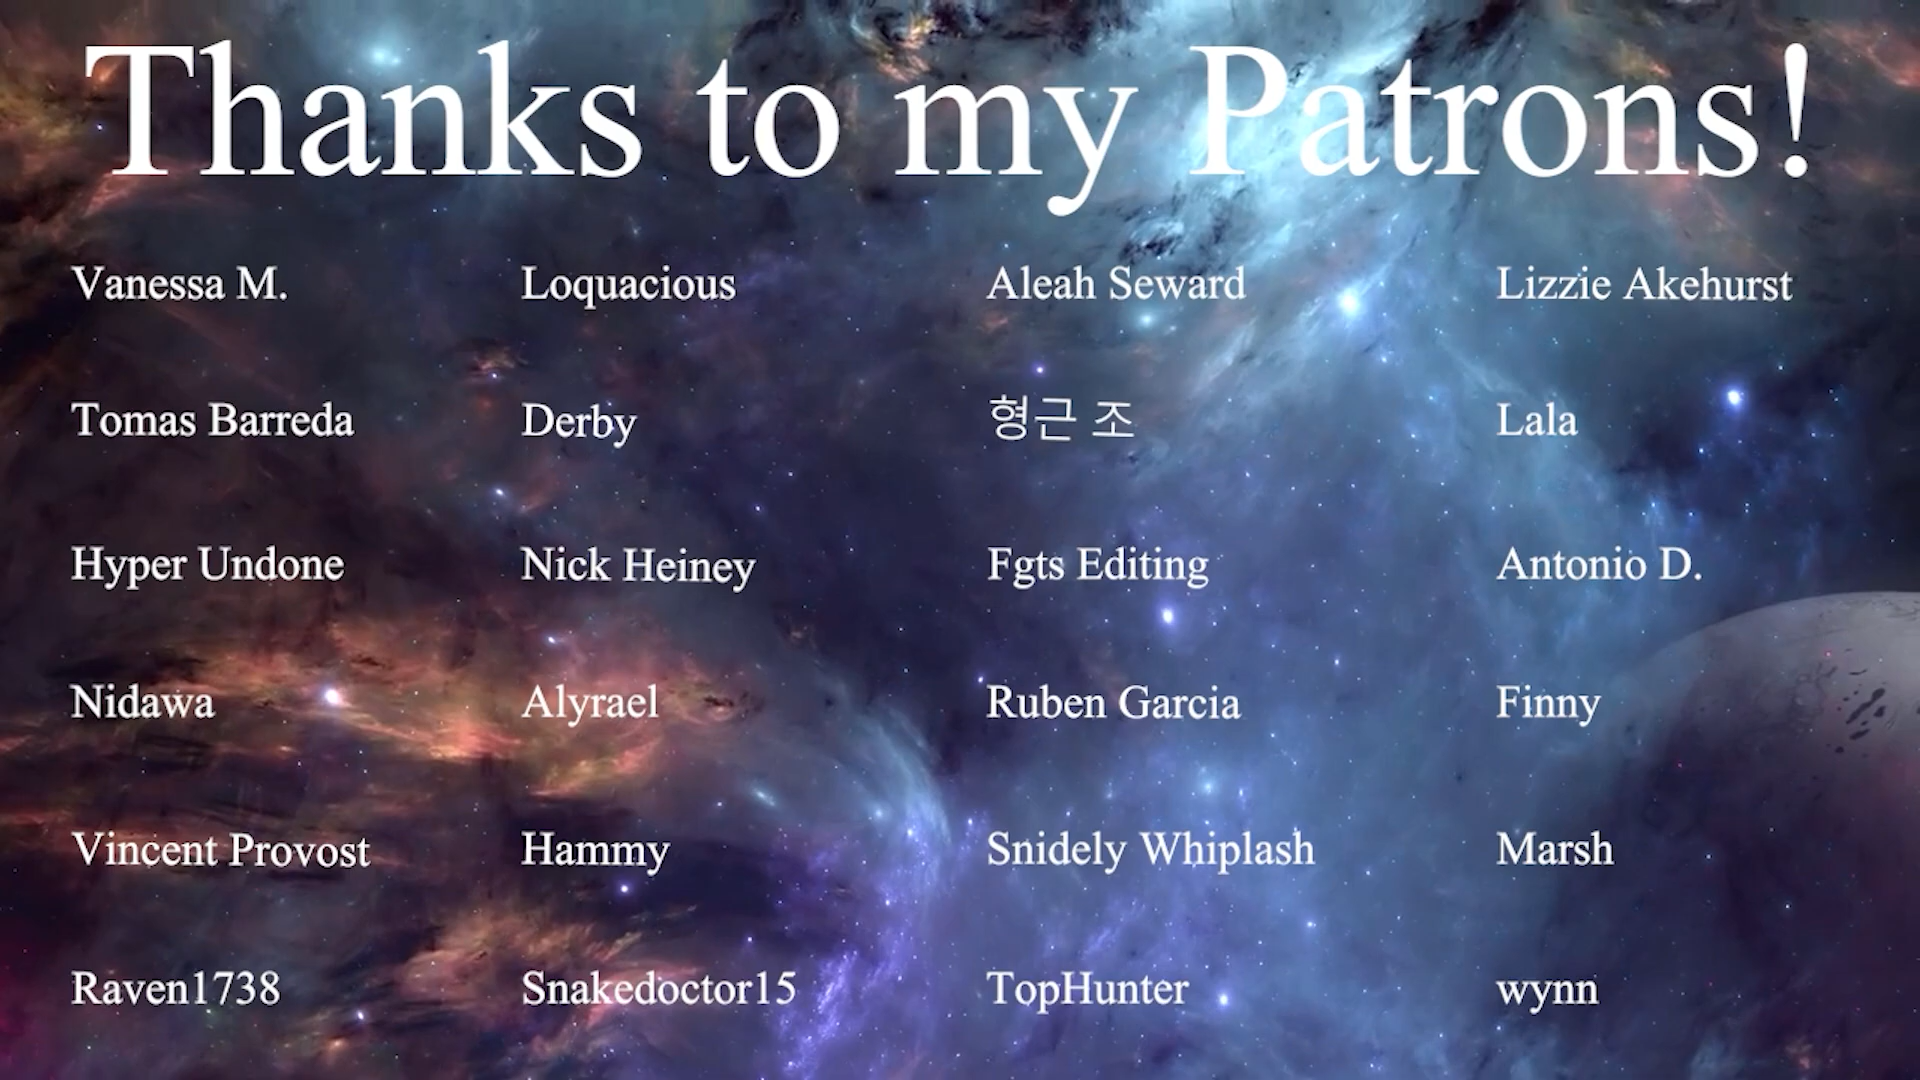 Thanks to my Patrons!
Vanessa M. Loquacious Aleah Seward Lizzie Akehurst
Tomas Barreda Derby 형근 조 Lala
Hyper Undone Nick Heiney Fgts Editing Antonio D.
Nidawa Alyrael Ruben Garcia Finny
Vincent Provost Hammy Snidely Whiplash Marsh
Raven1738 Snakedoctor15 TopHunter wynn